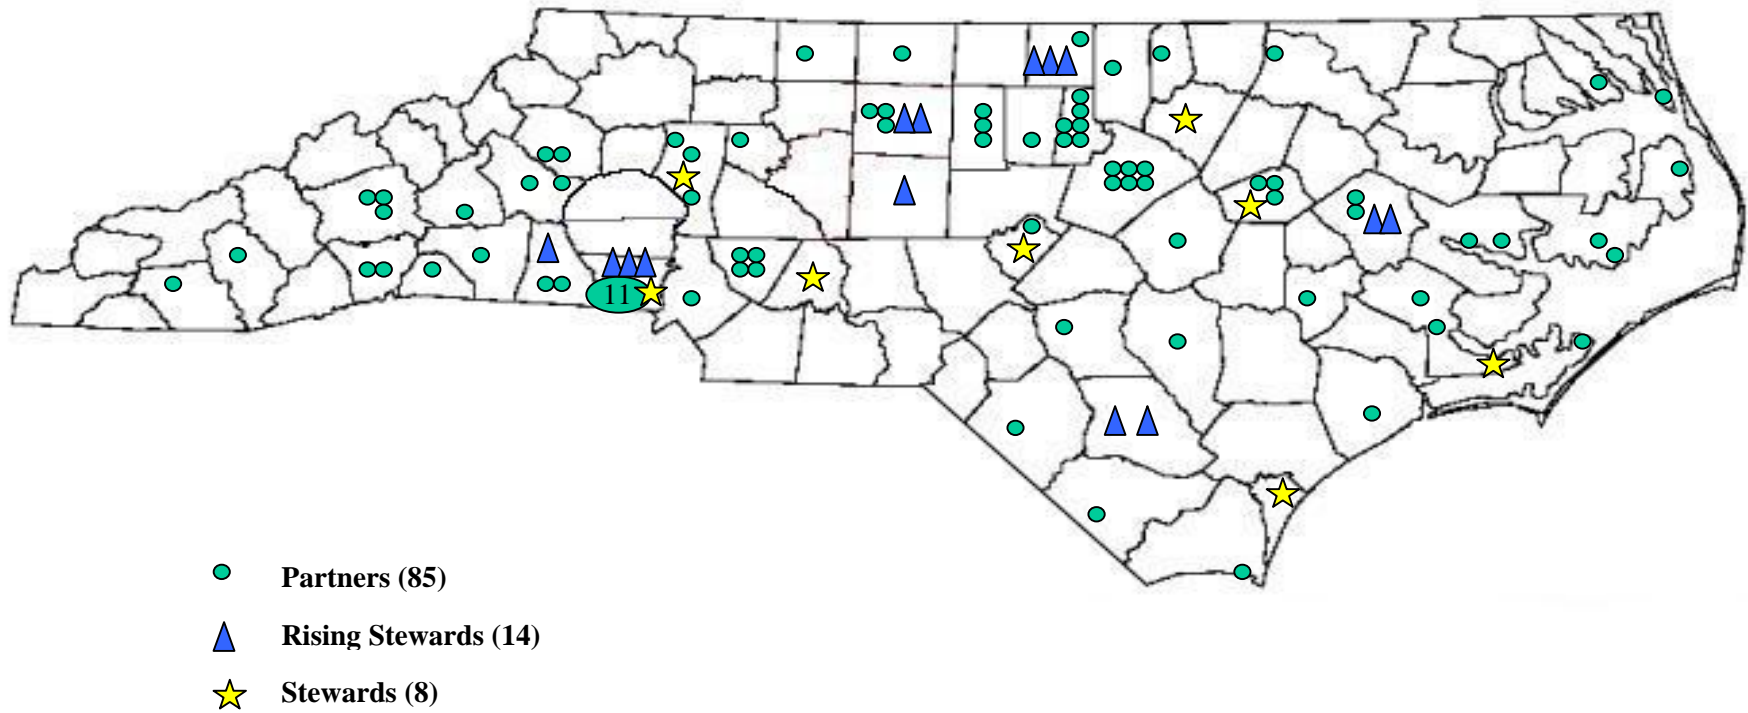 11
Partners (85)
Rising Stewards (14)
Stewards (8)